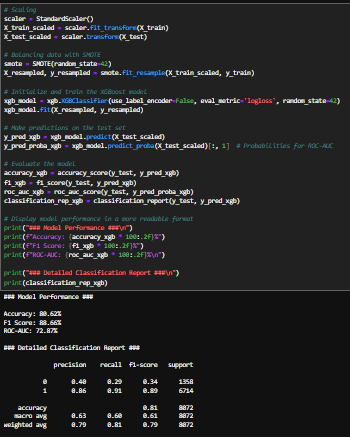 # Scaling
scaler = StandardScaler()
X_train_scaled = scaler.fit_transform(X_train)
X_test_scaled = scaler.transform(X_test)
# Balancing data with SMOTE
smote = SMOTE(random_state=42)
X_resampled, y_resampled = smote.fit_resample(X_train_scaled, y_train)
# Initialize and train the XGBoost model
xgb_model = xgb.XGBClassifier(use_label_encoder=False, eval_metric='logloss', random_state=42)
xgb_model.fit(X_resampled, y_resampled)
# Make predictions on the test set
y_pred_xgb = xgb_model.predict(X_test_scaled)
y_pred_proba_xgb = xgb_model.predict_proba(X_test_scaled)[:, 1]  # Probabilities for ROC-AUC
# Evaluate the model
accuracy_xgb = accuracy_score(y_test, y_pred_xgb)
f1_xgb = f1_score(y_test, y_pred_xgb)
roc_auc_xgb = roc_auc_score(y_test, y_pred_proba_xgb)
classification_rep_xgb = classification_report(y_test, y_pred_xgb)
# Display model performance in a more readable format
print("### Model Performance ###\n")
print(f"Accuracy: {accuracy_xgb * 100:.2f}%")
print(f"F1 Score: {f1_xgb * 100:.2f}%")
print(f"ROC-AUC: {roc_auc_xgb * 100:.2f}%\n")
print("### Detailed Classification Report ###\n")
print(classification_rep_xgb)
### Model Performance ###
Accuracy: 80.62%
F1 Score: 88.66%
ROC-AUC: 72.87%
### Detailed Classification Report ###
precision recall f1-score support
0 0.40 0.29 0.34 1358
1 0.86 0.91 0.89 6714
accuracy 0.81 8072
macro avg 0.63 0.60 0.61 8072
weighted avg 0.79 0.81 0.79 8072